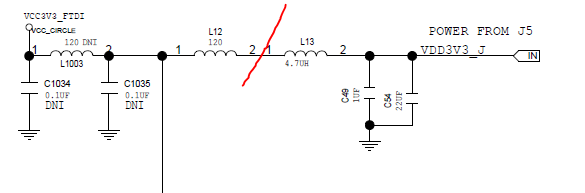 VCC3V3_FTDI
VCC_CIRCLE
POWER FROM J5
1 120 DNI 2
L1003
L12
1 120 2
L13
1 4.7UH 2
VDD3V3_J IN
C1034
0.1UF
DNI
C1035
0.1UF
DNI
C49
1UF
C54
22UF